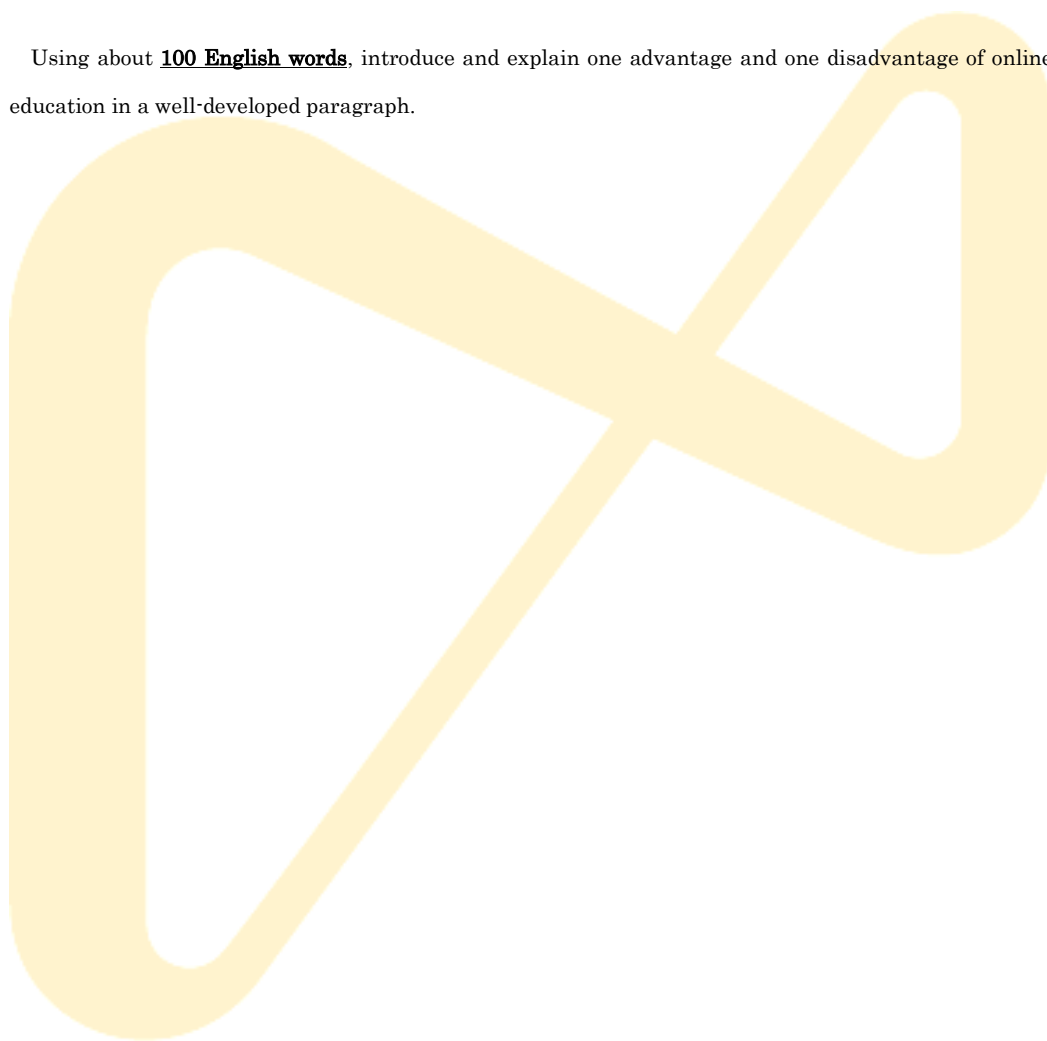 Using about 100 English words, introduce and explain one advantage and one disadvantage of online
education in a well-developed paragraph.